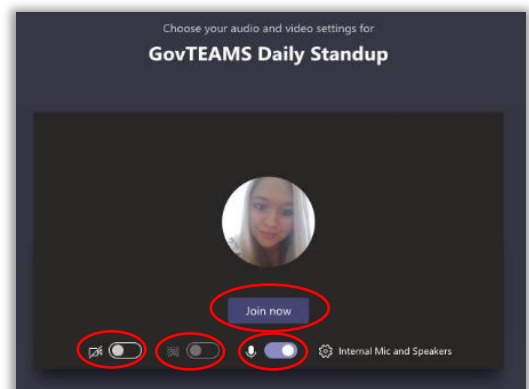 Choose your audio and video settings for
GovTEAMS Daily Standup
Join now
Internal Mic and Speakers